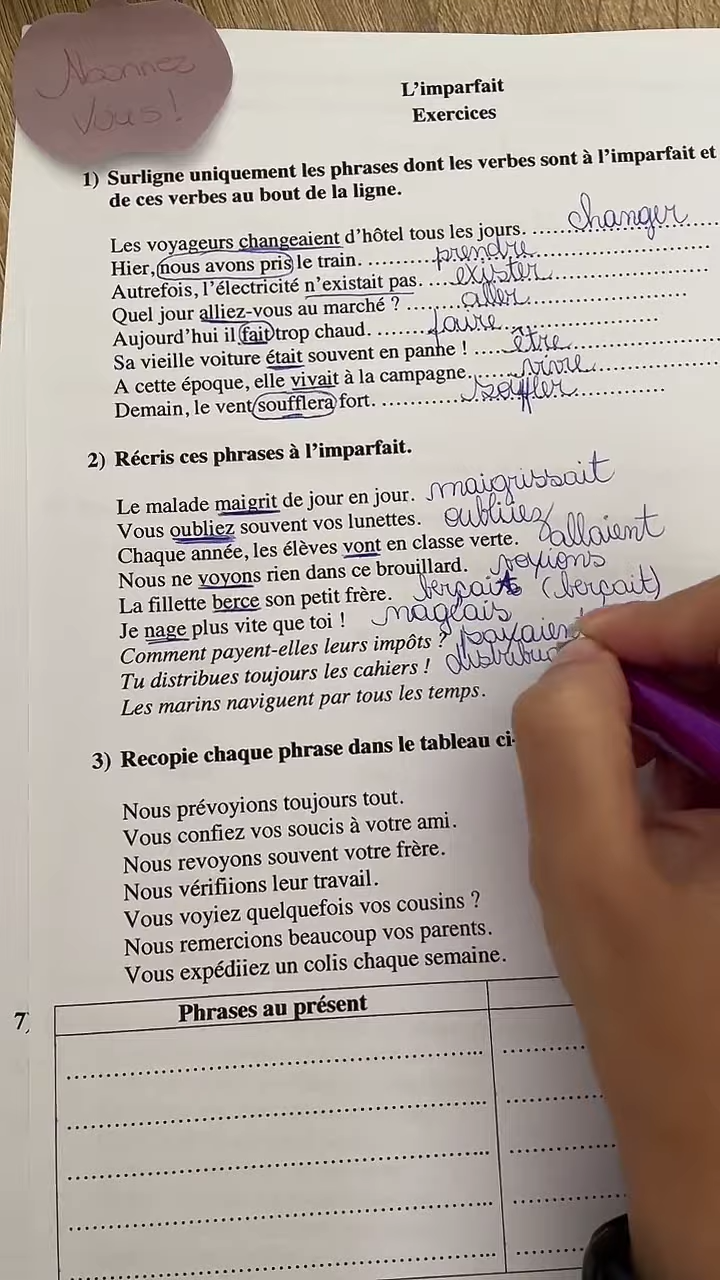 Abonnez
Vous !
L'imparfait
Exercices
1) Surligne uniquement les phrases dont les verbes sont à l'imparfait et
de ces verbes au bout de la ligne.
Les voyageurs changeaient d'hôtel tous les jours. changer
Hier, nous avons pris le train. prendre
Autrefois, l'électricité n'existait pas. exister
Quel jour alliez-vous au marché ? aller
Aujourd'hui il fait trop chaud. faire
Sa vieille voiture était souvent en panne ! être
A cette époque, elle vivait à la campagne. vivre
Demain, le vent soufflera fort. souffler
2) Récris ces phrases à l'imparfait.
Le malade maigrit de jour en jour. maigrissait
Vous oubliez souvent vos lunettes. oubliiez
Chaque année, les élèves vont en classe verte. allaient
Nous ne voyons rien dans ce brouillard. voyions
La fillette berce son petit frère. (berçait)
Je nage plus vite que toi ! nageais
Comment payent-elles leurs impôts ?
Tu distribues toujours les cahiers !
Les marins naviguent par tous les temps.
3) Recopie chaque phrase dans le tableau ci-
Nous prévoyions toujours tout.
Vous confiez vos soucis à votre ami.
Nous revoyons souvent votre frère.
Nous vérifiions leur travail.
Vous voyiez quelquefois vos cousins ?
Nous remercions beaucoup vos parents.
Vous expédiiez un colis chaque semaine.
7)
Phrases au présent